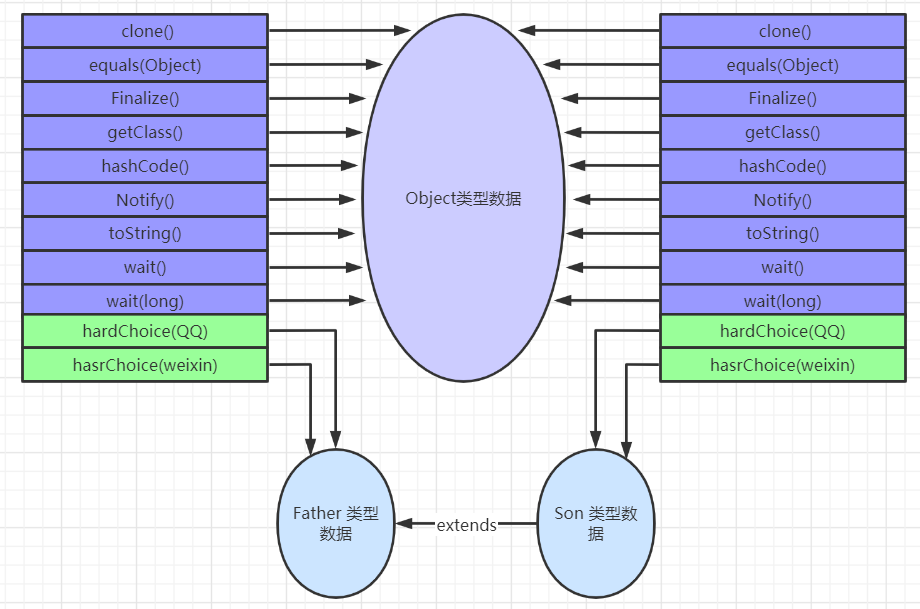 clone()
equals(Object)
Finalize()
getClass()
hashCode()
Notify()
toString()
wait()
wait(long)
hardChoice(QQ)
hasrChoice(weixin)
Object类型数据
clone()
equals(Object)
Finalize()
getClass()
hashCode()
Notify()
toString()
wait()
wait(long)
hardChoice(QQ)
hasrChoice(weixin)
Father 类型
数据
extends
Son 类型数
据